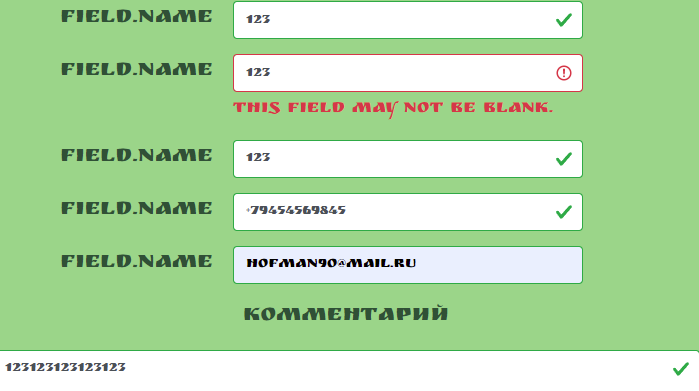 FIELD.NAME 123
FIELD.NAME 123
THIS FIELD MAY NOT BE BLANK.
FIELD.NAME 123
FIELD.NAME +79454569845
FIELD.NAME HOFMAN90@MAIL.RU
КОММЕНТАРИЙ
123123123123123